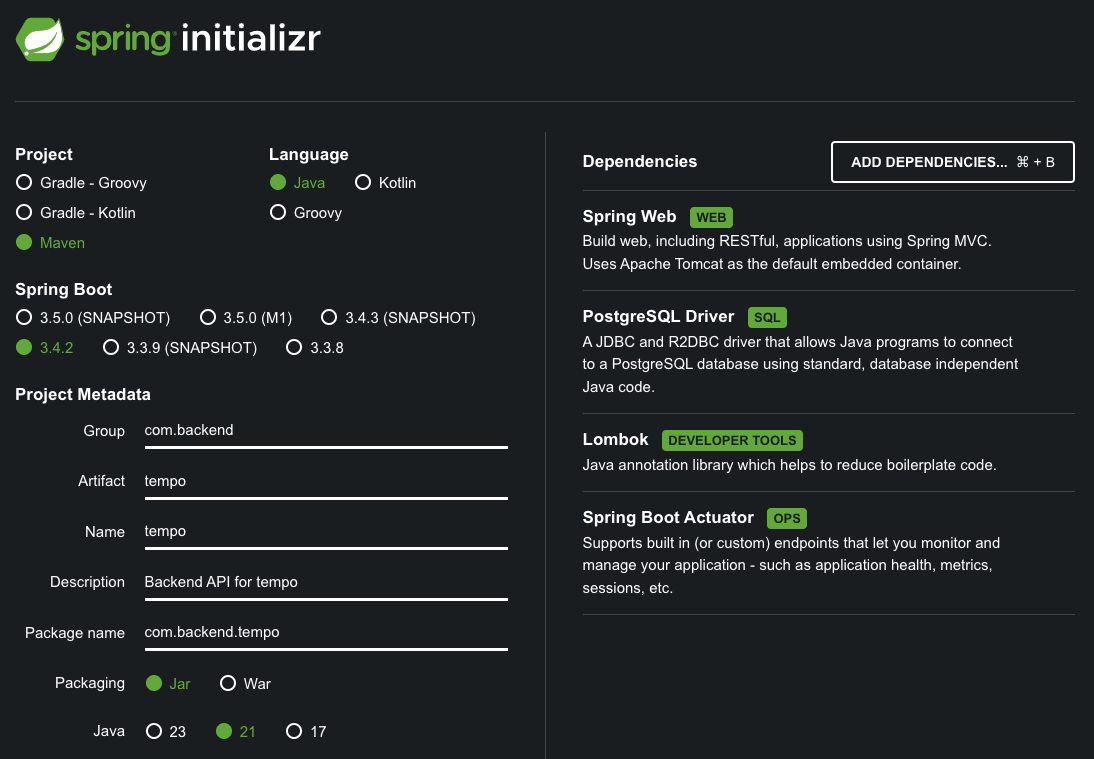 spring initializr
Project
Gradle - Groovy
Gradle - Kotlin
Maven
Language
Java Kotlin
Groovy
Spring Boot
3.5.0 (SNAPSHOT) 3.5.0 (M1) 3.4.3 (SNAPSHOT)
3.4.2 3.3.9 (SNAPSHOT) 3.3.8
Project Metadata
Group com.backend
Artifact tempo
Name tempo
Description Backend API for tempo
Package name com.backend.tempo
Packaging Jar War
Java 23 21 17
Dependencies ADD DEPENDENCIES... ⌘ + B
Spring Web WEB
Build web, including RESTful, applications using Spring MVC.
Uses Apache Tomcat as the default embedded container.
PostgreSQL Driver SQL
A JDBC and R2DBC driver that allows Java programs to connect
to a PostgreSQL database using standard, database independent
Java code.
Lombok DEVELOPER TOOLS
Java annotation library which helps to reduce boilerplate code.
Spring Boot Actuator OPS
Supports built in (or custom) endpoints that let you monitor and
manage your application - such as application health, metrics,
sessions, etc.